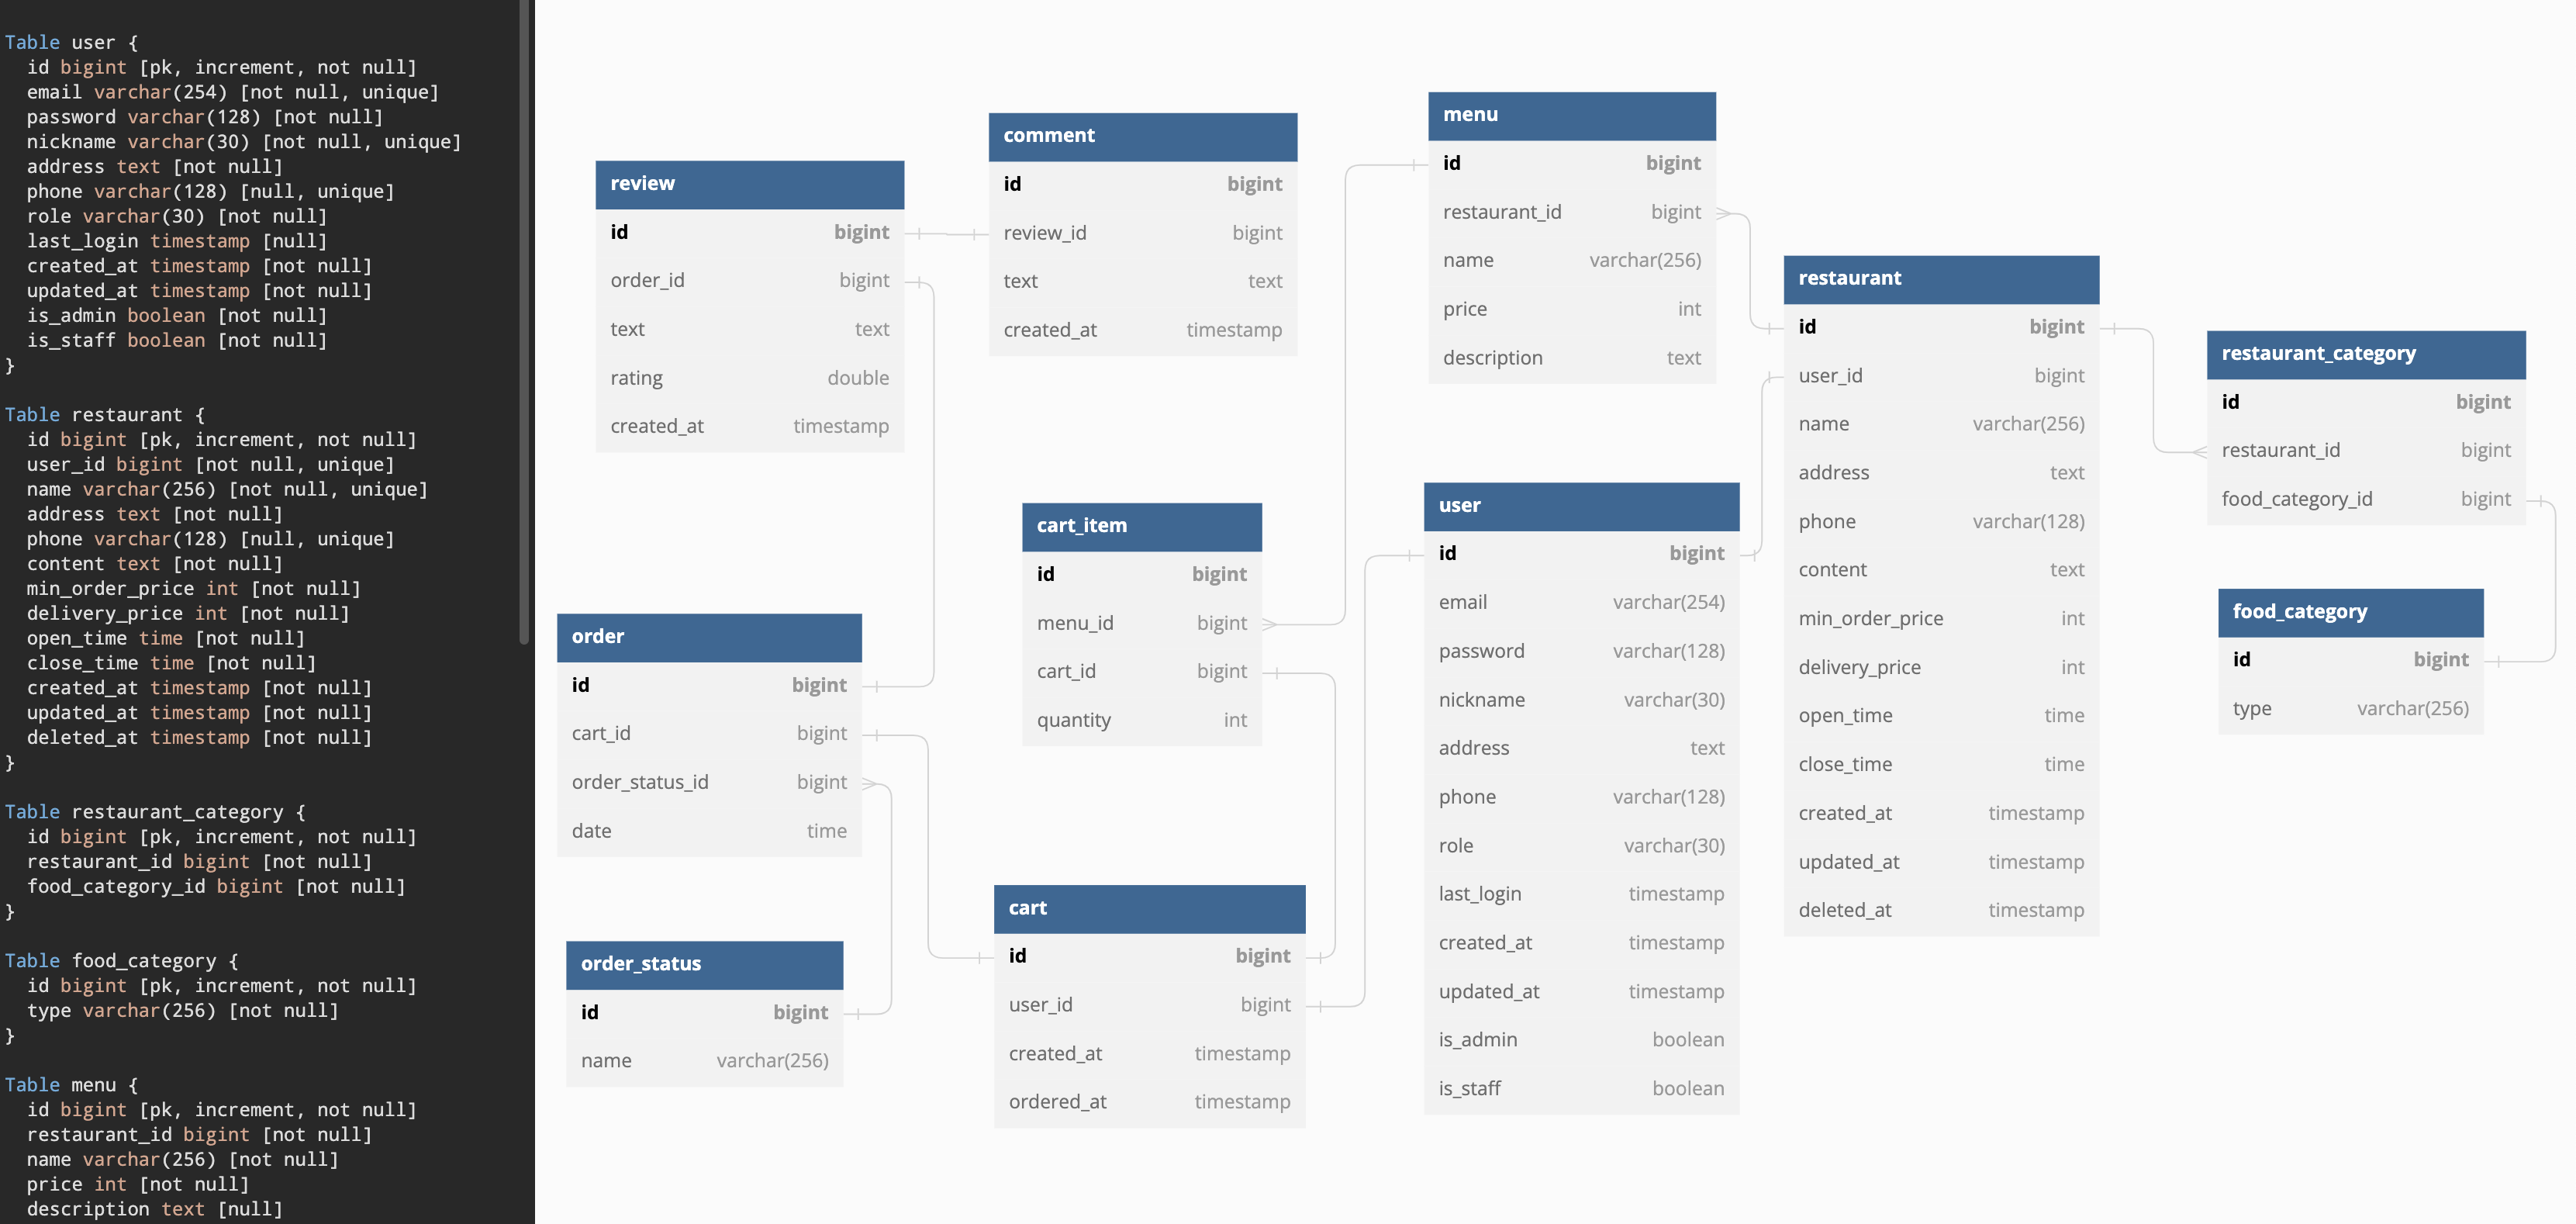 Table user {
id bigint [pk, increment, not null]
email varchar(254) [not null, unique]
password varchar(128) [not null]
nickname varchar(30) [not null, unique]
address text [not null]
phone varchar(128) [null, unique]
role varchar(30) [not null]
last_login timestamp [null]
created_at timestamp [not null]
updated_at timestamp [not null]
is_admin boolean [not null]
is_staff boolean [not null]
}
Table restaurant {
id bigint [pk, increment, not null]
user_id bigint [not null, unique]
name varchar(256) [not null, unique]
address text [not null]
phone varchar(128) [null, unique]
content text [not null]
min_order_price int [not null]
delivery_price int [not null]
open_time time [not null]
close_time time [not null]
created_at timestamp [not null]
updated_at timestamp [not null]
deleted_at timestamp [not null]
}
Table restaurant_category {
id bigint [pk, increment, not null]
restaurant_id bigint [not null]
food_category_id bigint [not null]
}
Table food_category {
id bigint [pk, increment, not null]
type varchar(256) [not null]
}
Table menu {
id bigint [pk, increment, not null]
restaurant_id bigint [not null]
name varchar(256) [not null]
price int [not null]
description text [null]
review
id bigint
order_id bigint
text text
rating double
created_at timestamp
comment
id bigint
review_id bigint
text text
created_at timestamp
menu
id bigint
restaurant_id bigint
name varchar(256)
price int
description text
restaurant
id bigint
user_id bigint
name varchar(256)
address text
phone varchar(128)
content text
min_order_price int
delivery_price int
open_time time
close_time time
created_at timestamp
updated_at timestamp
deleted_at timestamp
restaurant_category
id bigint
restaurant_id bigint
food_category_id bigint
food_category
id bigint
type varchar(256)
cart_item
id bigint
menu_id bigint
cart_id bigint
quantity int
user
id bigint
email varchar(254)
password varchar(128)
nickname varchar(30)
address text
phone varchar(128)
role varchar(30)
last_login timestamp
created_at timestamp
updated_at timestamp
is_admin boolean
is_staff boolean
order
id bigint
cart_id bigint
order_status_id bigint
date time
order_status
id bigint
name varchar(256)
cart
id bigint
user_id bigint
created_at timestamp
ordered_at timestamp